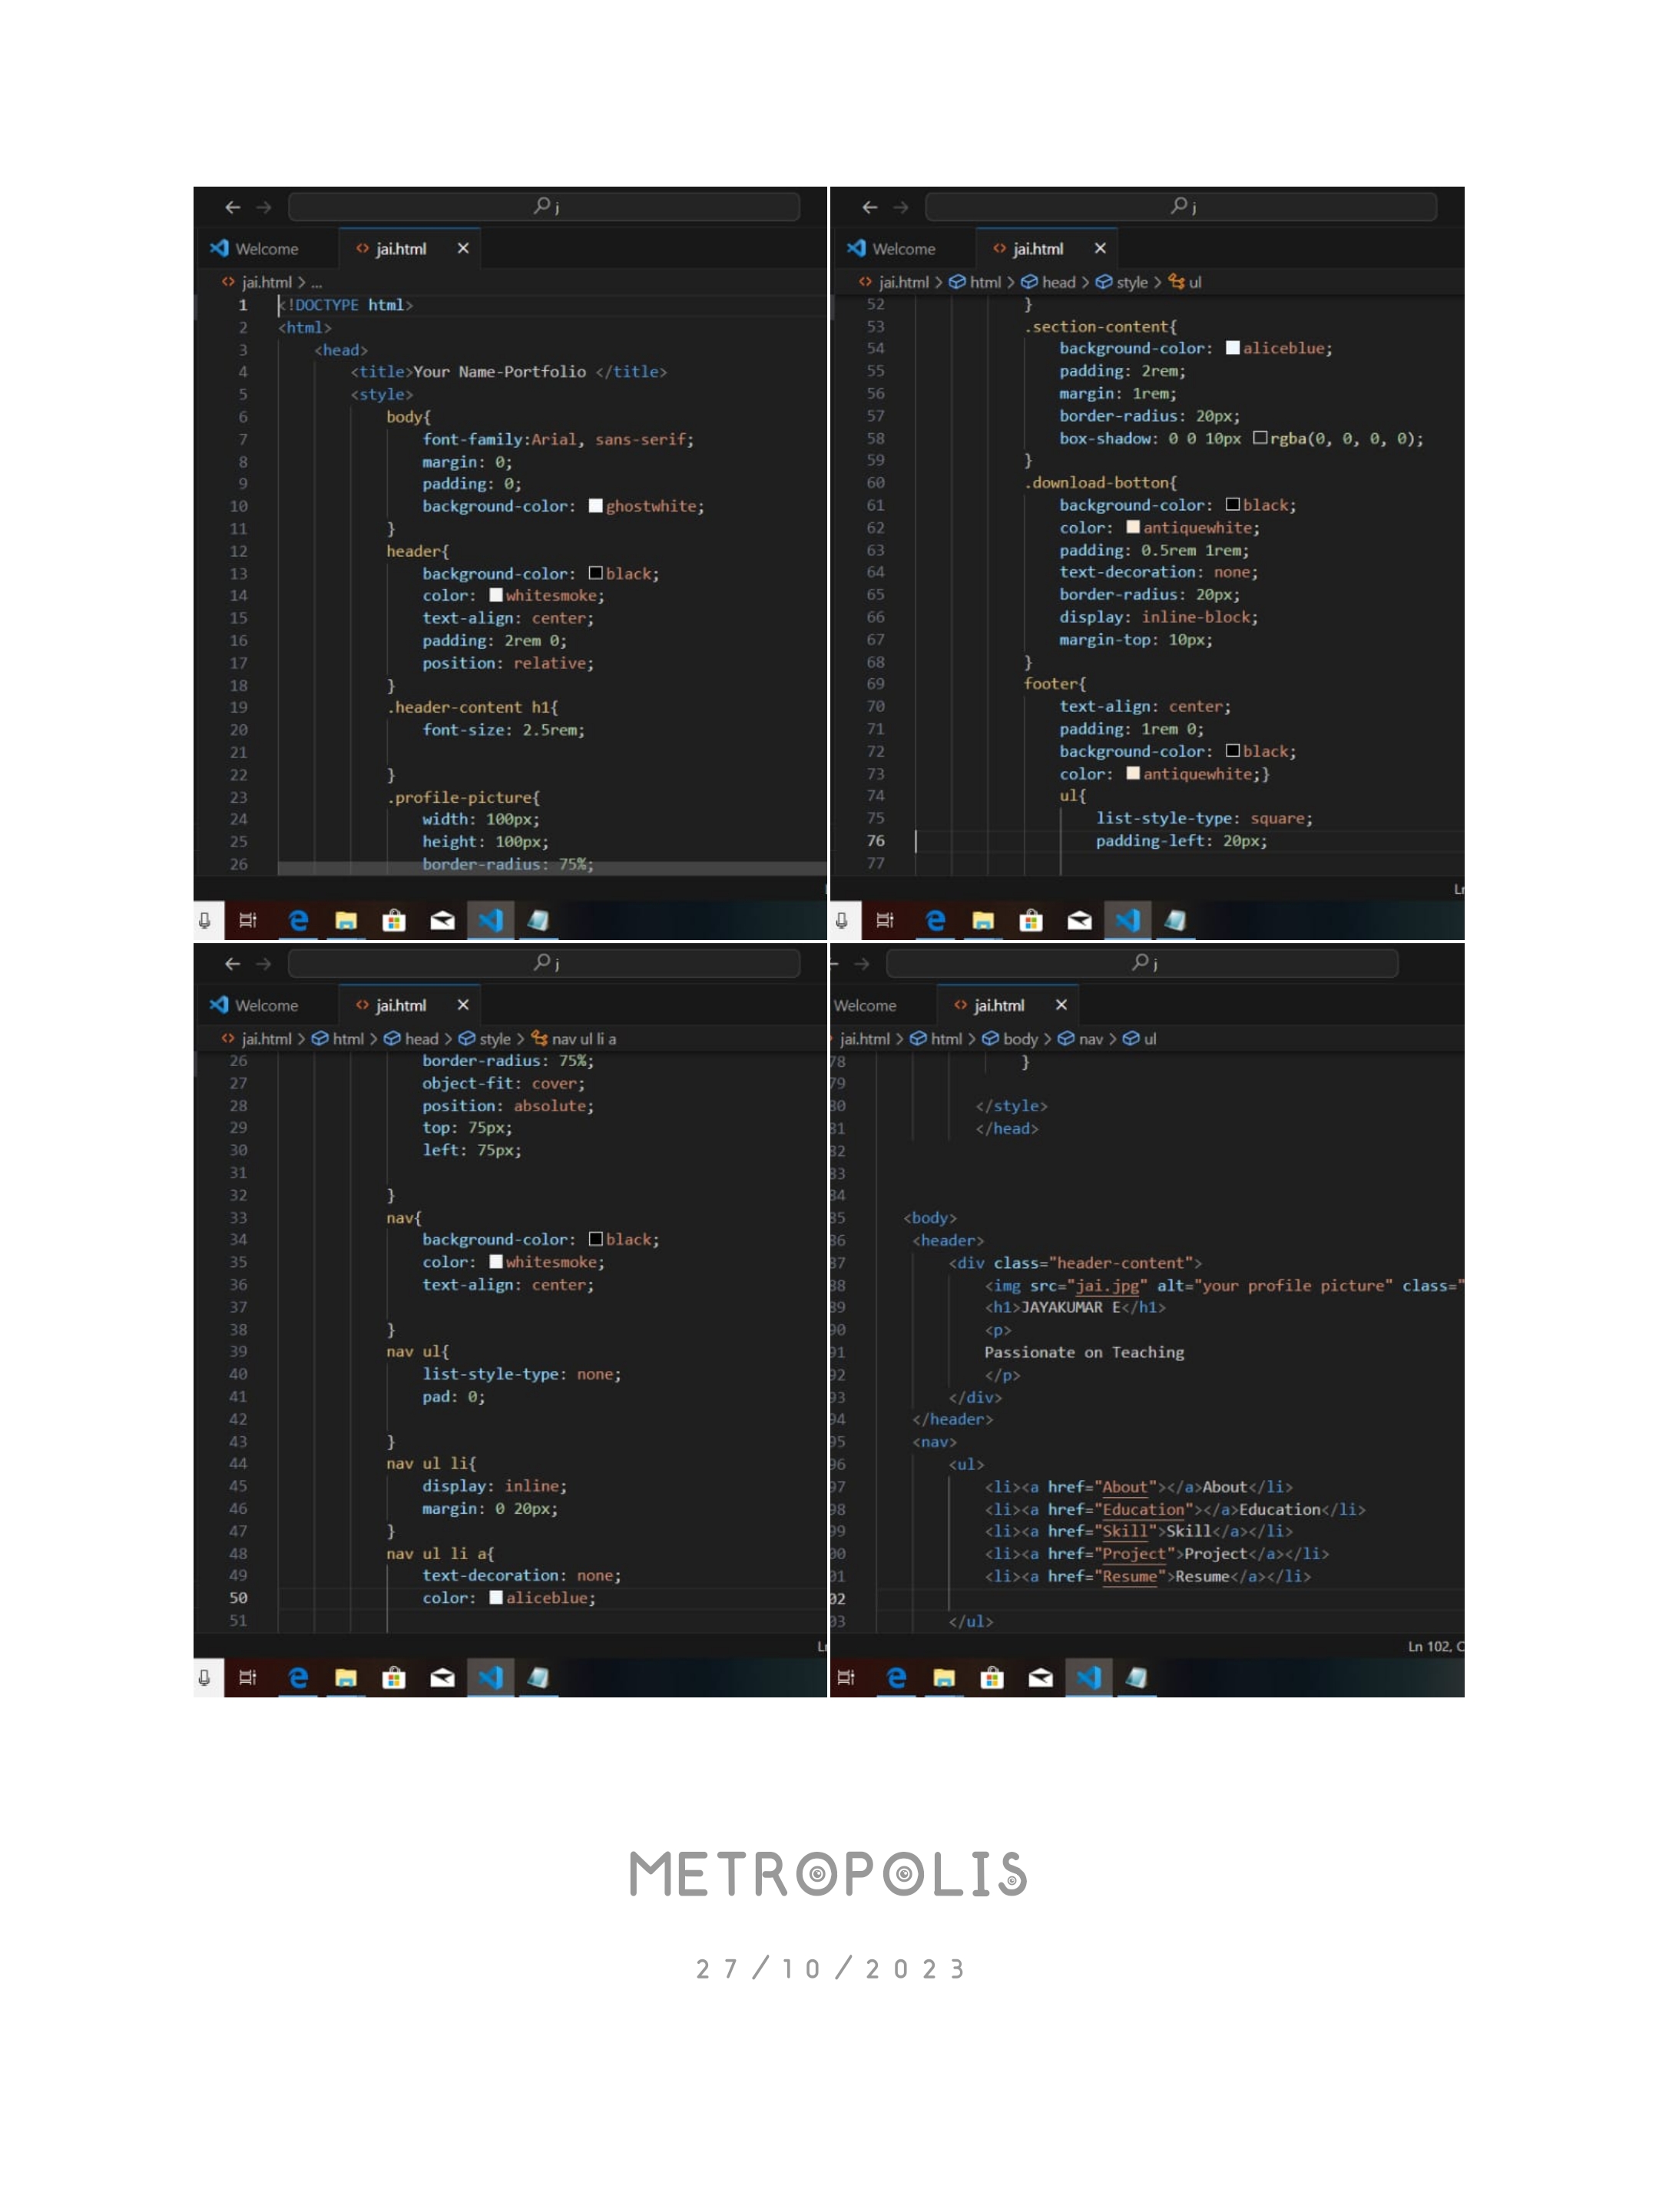 j
Welcome
jai.html
jai.html > ...
1 <!DOCTYPE html>
2 <html>
3 <head>
4 <title>Your Name-Portfolio </title>
5 <style>
6 body{
7 font-family:Arial, sans-serif;
8 margin: 0;
9 padding: 0;
10 background-color: ghostwhite;
11 }
12 header{
13 background-color: black;
14 color: whitesmoke;
15 text-align: center;
16 padding: 2rem 0;
17 position: relative;
18 }
19 .header-content h1{
20 font-size: 2.5rem;
21
22 }
23 .profile-picture{
24 width: 100px;
25 height: 100px;
26 border-radius: 75%;
j
Welcome
jai.html
jai.html > html > head > style > ul
52 }
53 .section-content{
54 background-color: aliceblue;
55 padding: 2rem;
56 margin: 1rem;
57 border-radius: 20px;
58 box-shadow: 0 0 10px rgba(0, 0, 0, 0);
59 }
60 .download-botton{
61 background-color: black;
62 color: antiquewhite;
63 padding: 0.5rem 1rem;
64 text-decoration: none;
65 border-radius: 20px;
66 display: inline-block;
67 margin-top: 10px;
68 }
69 footer{
70 text-align: center;
71 padding: 1rem 0;
72 background-color: black;
73 color: antiquewhite;}
74 ul{
75 list-style-type: square;
76 padding-left: 20px;
77
j
Welcome
jai.html
jai.html > html > head > style > nav ul li a
26 border-radius: 75%;
27 object-fit: cover;
28 position: absolute;
29 top: 75px;
30 left: 75px;
31
32 }
33 nav{
34 background-color: black;
35 color: whitesmoke;
36 text-align: center;
37
38 }
39 nav ul{
40 list-style-type: none;
41 pad: 0;
42
43 }
44 nav ul li{
45 display: inline;
46 margin: 0 20px;
47 }
48 nav ul li a{
49 text-decoration: none;
50 color: aliceblue;
51
j
Welcome
jai.html
jai.html > html > body > nav > ul
78 }
79
80 </style>
81 </head>
82
83
84
85 <body>
86 <header>
87 <div class="header-content">
88 <img src="jai.jpg" alt="your profile picture" class="
89 <h1>JAYAKUMAR E</h1>
90 <p>
91 Passionate on Teaching
92 </p>
93 </div>
94 </header>
95 <nav>
96 <ul>
97 <li><a href="About"></a>About</li>
98 <li><a href="Education"></a>Education</li>
99 <li><a href="Skill">Skill</a></li>
00 <li><a href="Project">Project</a></li>
01 <li><a href="Resume">Resume</a></li>
02
03 </ul>
Ln 102, C
METROPOLIS
27/10/2023